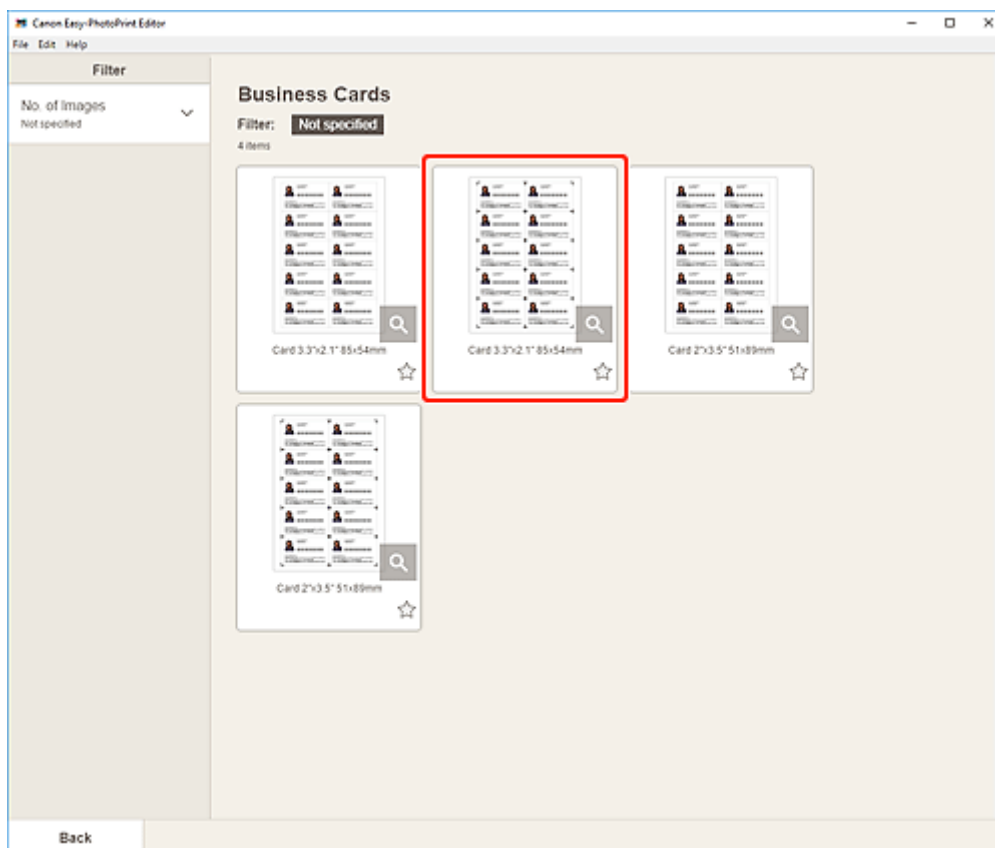 Canon Easy-PhotoPrint Editor
File Edit Help
Filter
No. of Images
Not specified
Business Cards
Filter: Not specified
4 items
Card 3.3"x2.1" 85x54mm
Card 3.3"x2.1" 85x54mm
Card 2"x3.5" 51x89mm
Card 2"x3.5" 51x89mm
Back